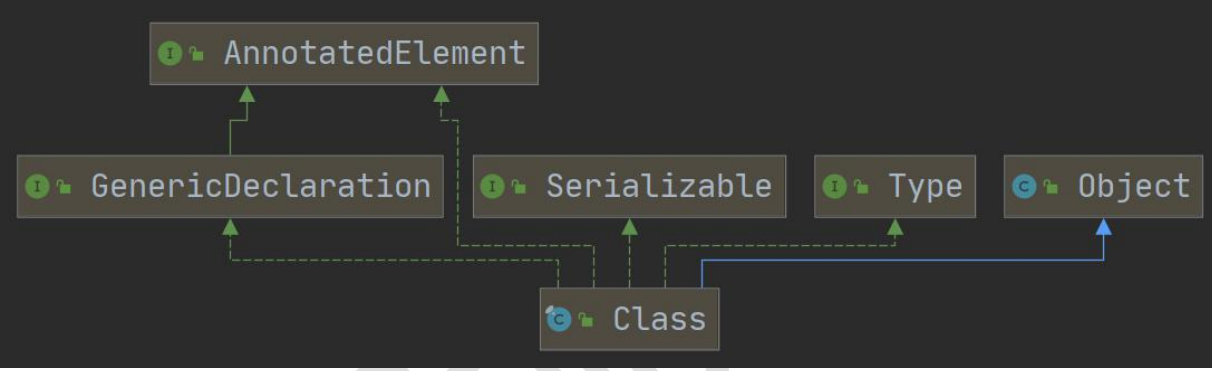 AnnotatedElement
GenericDeclaration
Serializable
Type
Object
Class